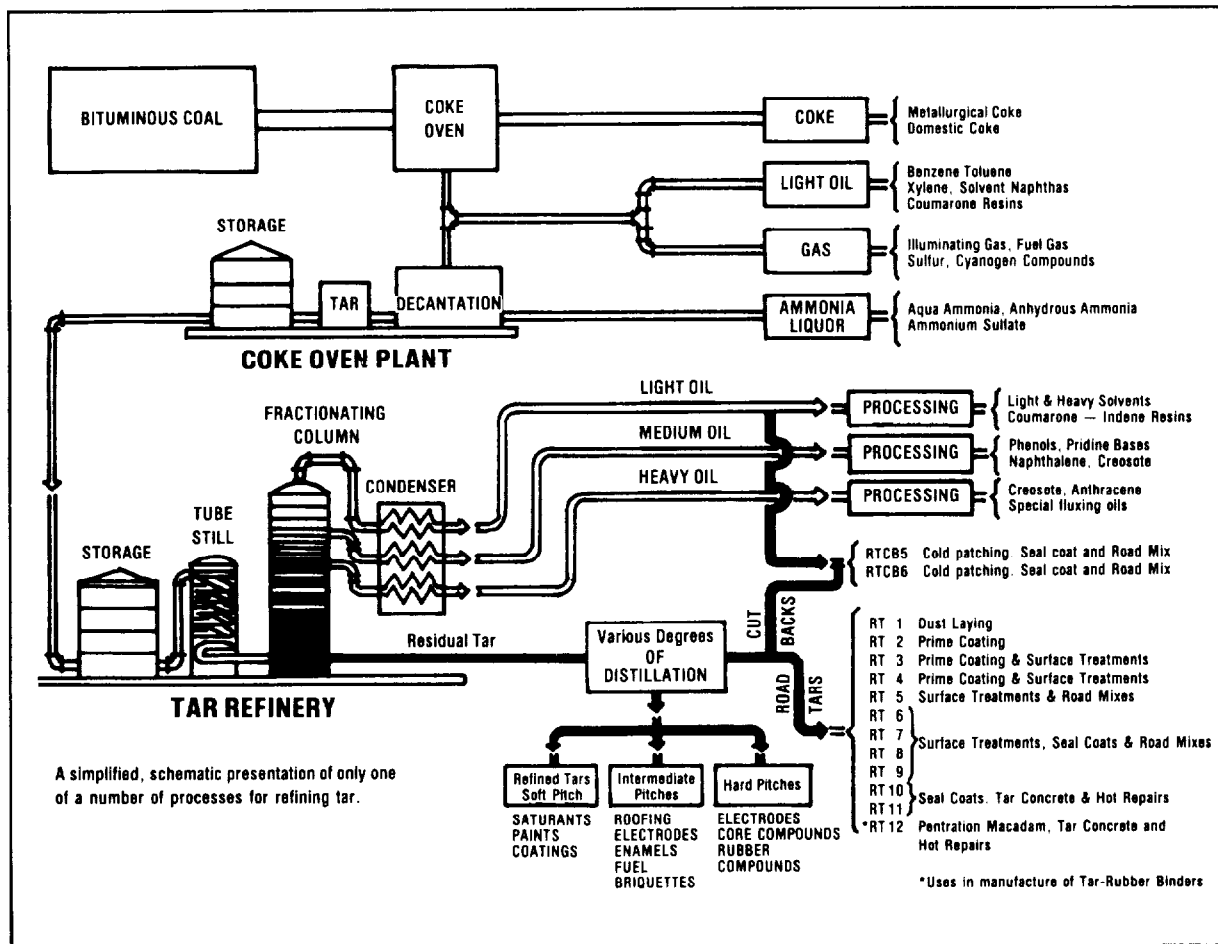 BITUMINOUS COAL
COKE
OVEN
COKE
Metallurgical Coke
Domestic Coke
LIGHT OIL
Benzene Toluene
Xylene, Solvent Naphthas
Coumarone Resins
GAS
Illuminating Gas, Fuel Gas
Sulfur, Cyanogen Compounds
STORAGE
TAR
DECANTATION
AMMONIA
LIQUOR
Aqua Ammonia, Anhydrous Ammonia
Ammonium Sulfate
COKE OVEN PLANT
FRACTIONATING
COLUMN
CONDENSER
LIGHT OIL
PROCESSING
Light & Heavy Solvents
Coumarone — Indene Resins
MEDIUM OIL
PROCESSING
Phenols, Pridine Bases
Naphthalene, Creosote
HEAVY OIL
PROCESSING
Creosote, Anthracene
Special fluxing oils
STORAGE
TUBE
STILL
RTCB5 Cold patching. Seal coat and Road Mix
RTCB6 Cold patching. Seal coat and Road Mix
CUT
BACKS
Residual Tar
Various Degrees
OF
DISTILLATION
ROAD
TARS
RT 1 Dust Laying
RT 2 Prime Coating
RT 3 Prime Coating & Surface Treatments
RT 4 Prime Coating & Surface Treatments
RT 5 Surface Treatments & Road Mixes
RT 6
RT 7
Surface Treatments, Seal Coats & Road Mixes
RT 8
RT 9
RT 10
Seal Coats. Tar Concrete & Hot Repairs
RT 11
*RT 12 Pentration Macadam, Tar Concrete and
Hot Repairs
*Uses in manufacture of Tar-Rubber Binders
TAR REFINERY
A simplified, schematic presentation of only one
of a number of processes for refining tar.
Refined Tars
Soft Pitch
SATURANTS
PAINTS
COATINGS
Intermediate
Pitches
ROOFING
ELECTRODES
ENAMELS
FUEL
BRIQUETTES
Hard Pitches
ELECTRODES
CORE COMPOUNDS
RUBBER
COMPOUNDS